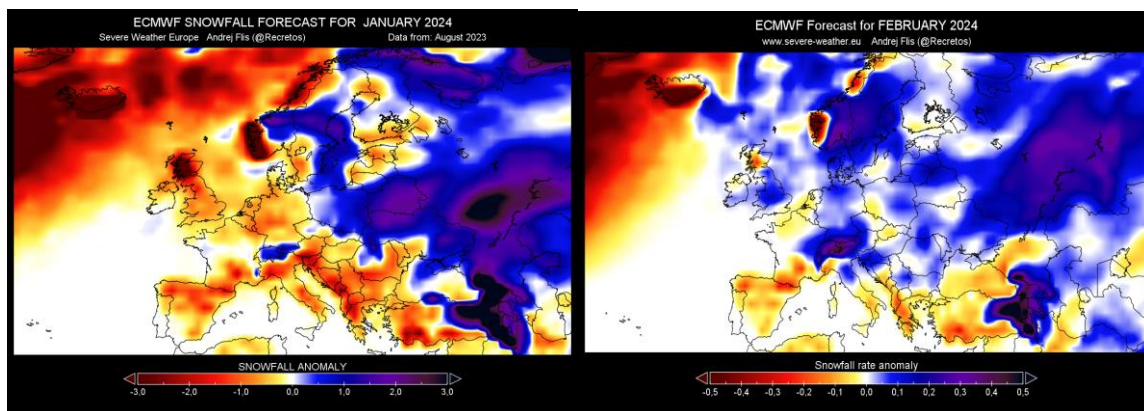 ECMWF SNOWFALL FORECAST FOR JANUARY 2024
Severe Weather Europe Andrej Flis (@Recretos) Data from: August 2023
SNOWFALL ANOMALY
-3,0 -2,0 -1,0 0,0 1,0 2,0 3,0
ECMWF Forecast for FEBRUARY 2024
www.severe-weather.eu Andrej Flis (@Recretos)
Snowfall rate anomaly
-0,5 -0,4 -0,3 -0,2 -0,1 0,0 0,1 0,2 0,3 0,4 0,5